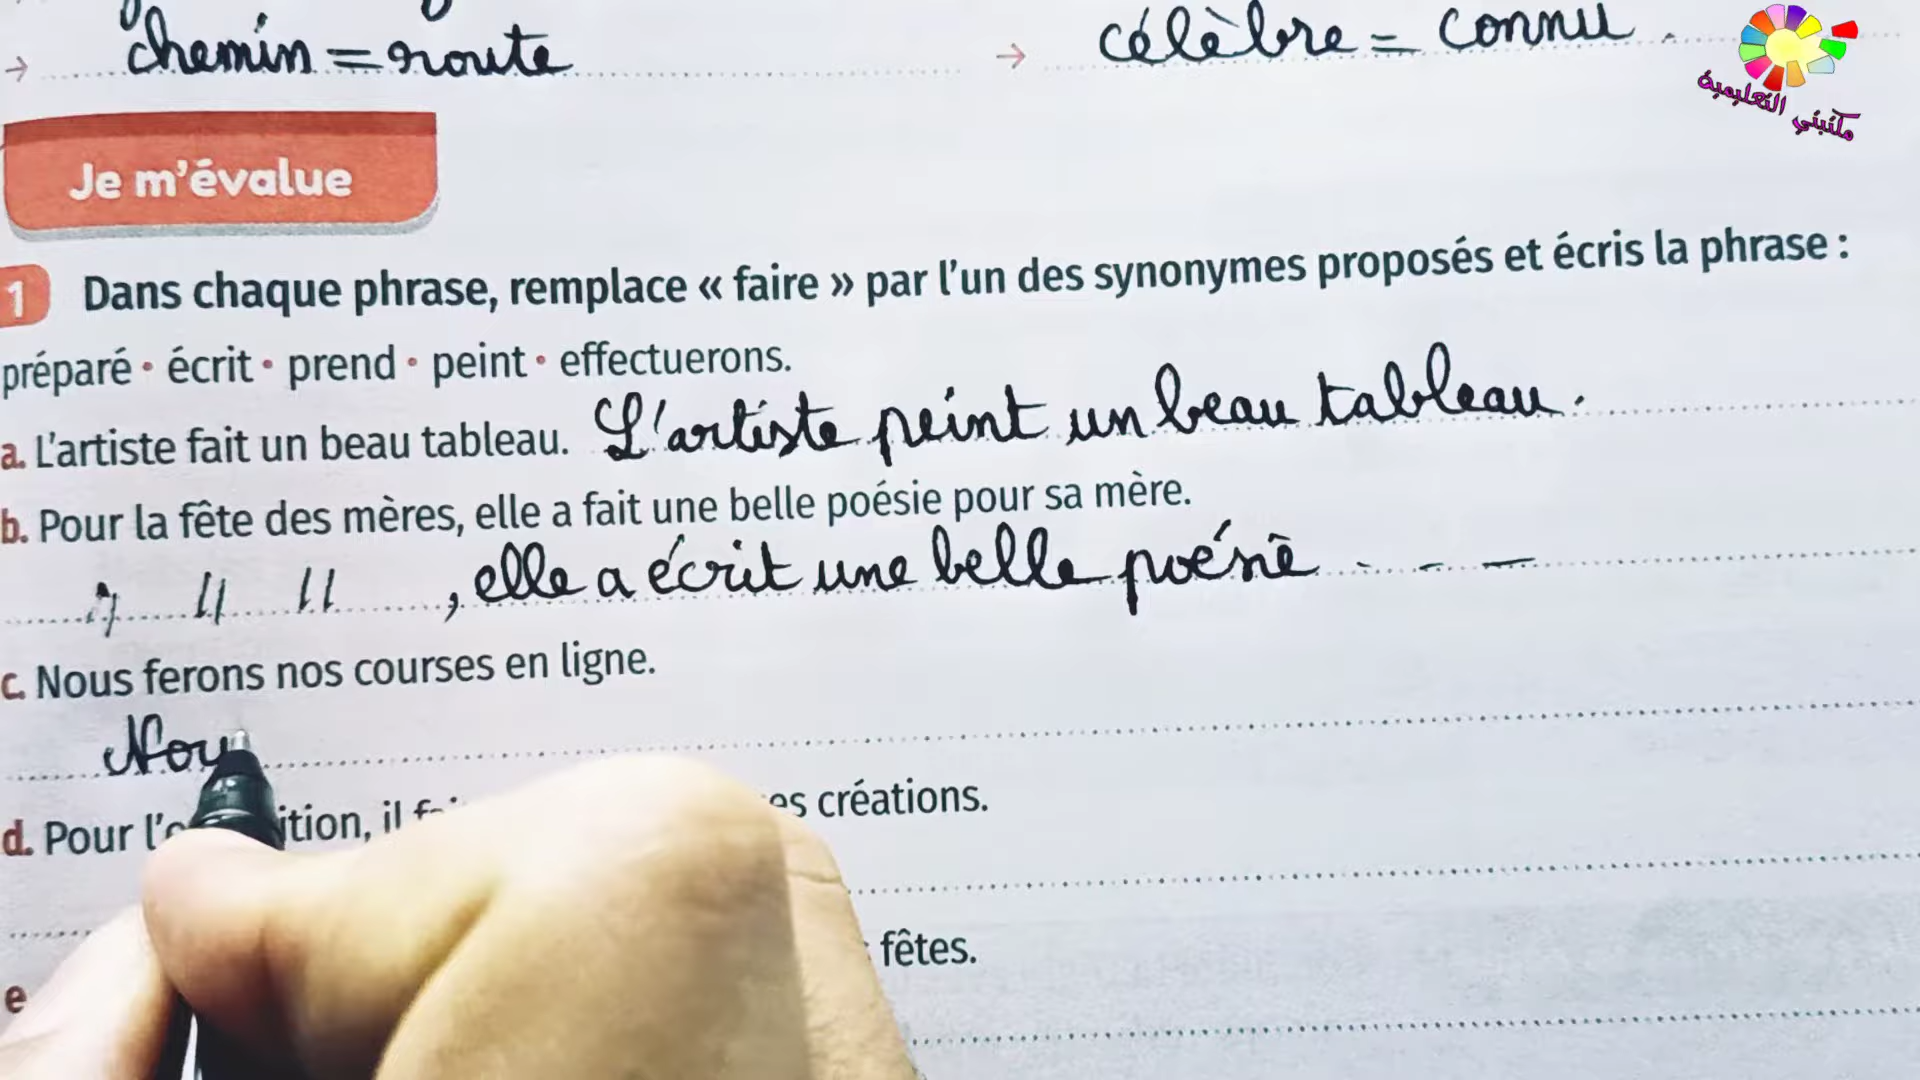 → chemin = route → célèbre = connu.
مكتبتي التعليمية
Je m'évalue
1 Dans chaque phrase, remplace « faire » par l'un des synonymes proposés et écris la phrase :
préparé • écrit • prend • peint • effectuerons.
a. L'artiste fait un beau tableau. L'artiste peint un beau tableau.
b. Pour la fête des mères, elle a fait une belle poésie pour sa mère.
" " , elle a écrit une belle poésie - - -
c. Nous ferons nos courses en ligne.
Nou
d. Pour l' ition, il es créations.
e fêtes.